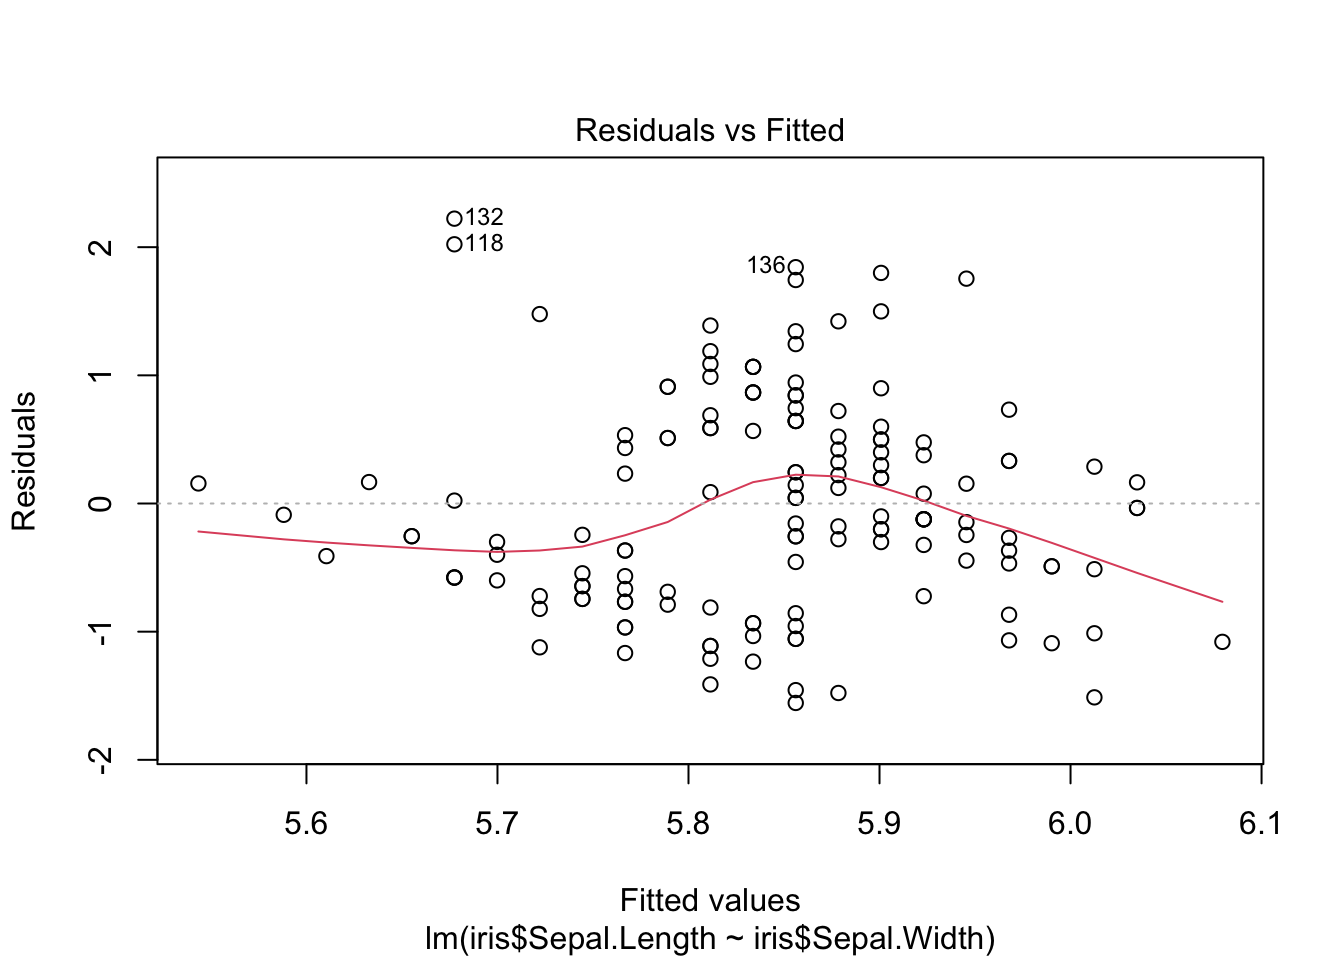 Residuals vs Fitted
132
118
136
Residuals
2
1
0
-1
-2
5.6 5.7 5.8 5.9 6.0 6.1
Fitted values
lm(iris$Sepal.Length ~ iris$Sepal.Width)